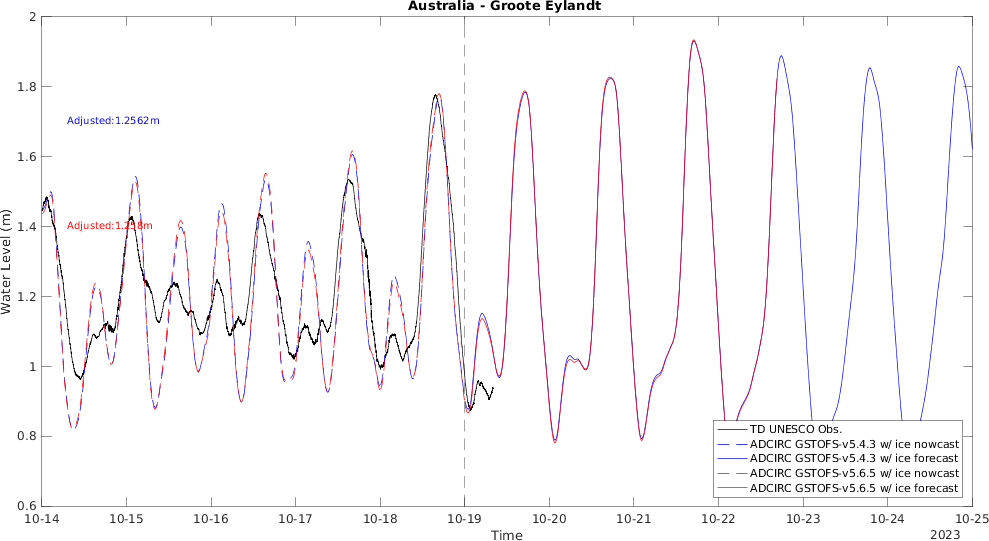 Australia - Groote Eylandt
Water Level (m)
2
1.8
1.6
1.4
1.2
1
0.8
0.6
Adjusted:1.2562m
Adjusted:1.258m
TD UNESCO Obs.
ADCIRC GSTOFS-v5.4.3 w/ ice nowcast
ADCIRC GSTOFS-v5.4.3 w/ ice forecast
ADCIRC GSTOFS-v5.6.5 w/ ice nowcast
ADCIRC GSTOFS-v5.6.5 w/ ice forecast
10-14 10-15 10-16 10-17 10-18 10-19 10-20 10-21 10-22 10-23 10-24 10-25
Time
2023